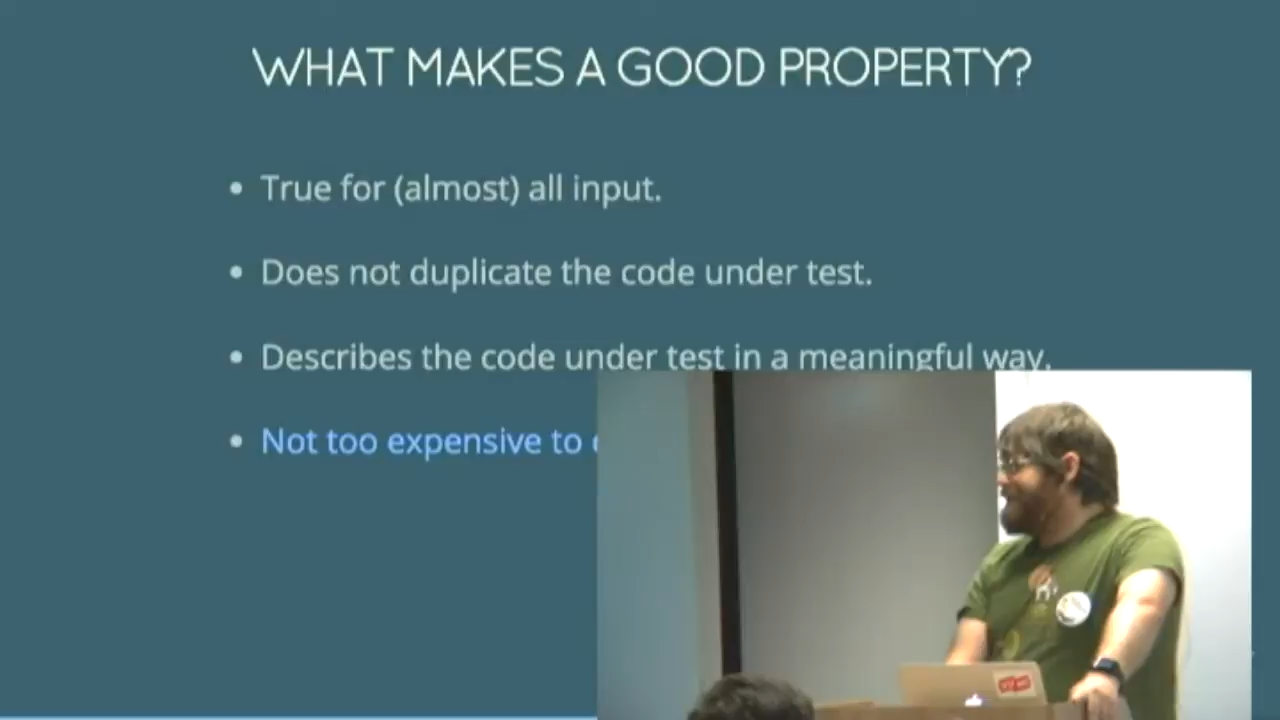 WHAT MAKES A GOOD PROPERTY?
True for (almost) all input.
Does not duplicate the code under test.
Describes the code under test in a meaningful way.
Not too expensive to